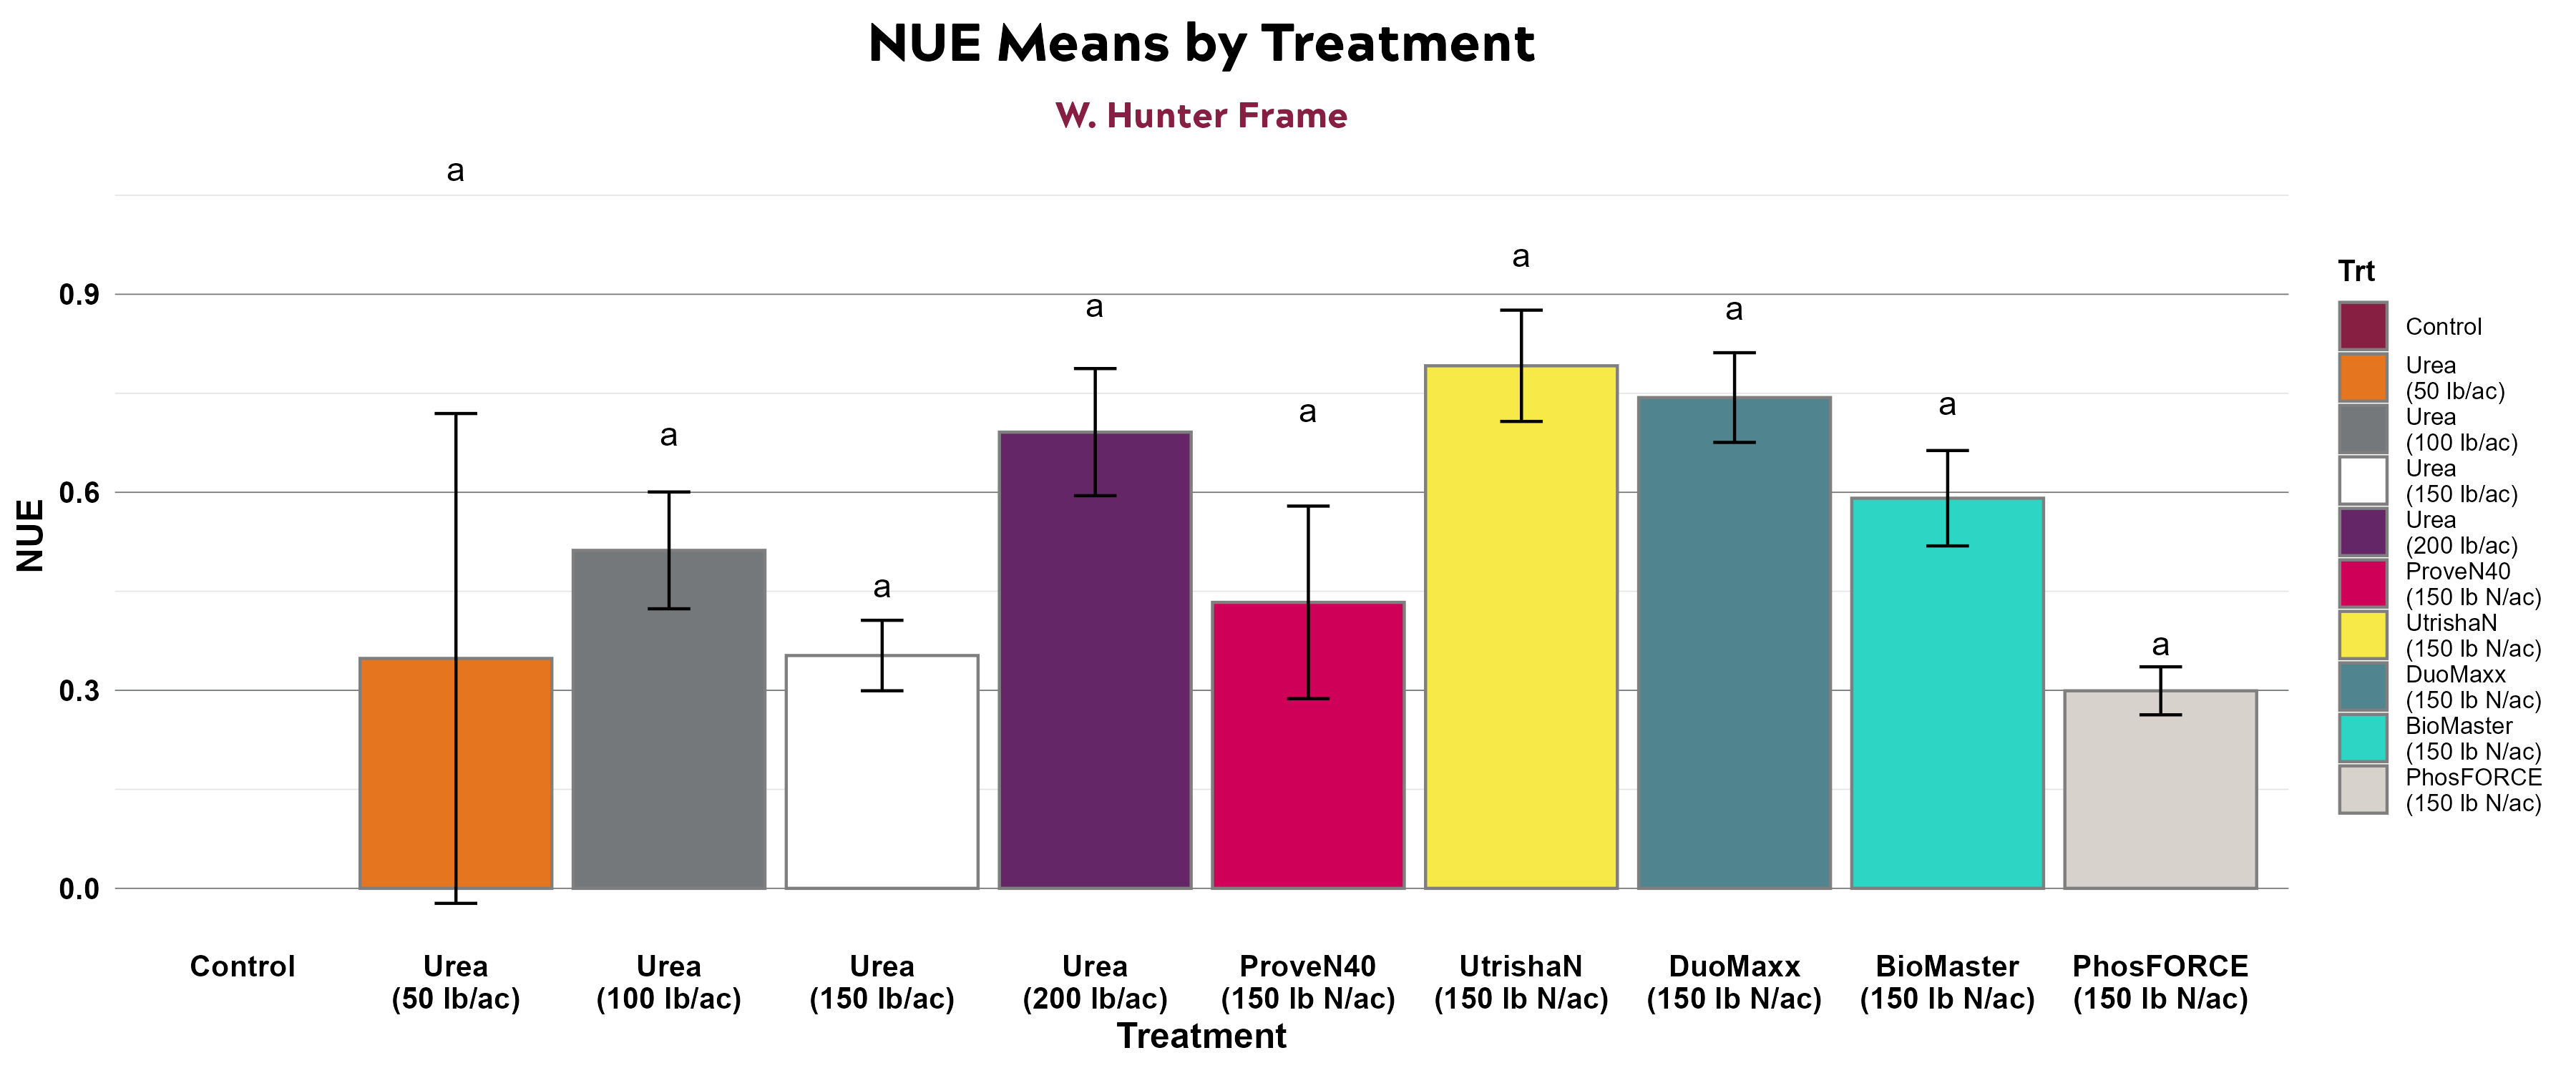 NUE Means by Treatment
W. Hunter Frame
a
a
a
a
a
a
a
a
a
0.9
0.6
0.3
0.0
NUE
Control
Urea
(50 lb/ac)
Urea
(100 lb/ac)
Urea
(150 lb/ac)
Urea
(200 lb/ac)
ProveN40
(150 lb N/ac)
UtrishaN
(150 lb N/ac)
DuoMaxx
(150 lb N/ac)
BioMaster
(150 lb N/ac)
PhosFORCE
(150 lb N/ac)
Treatment
Trt
Control
Urea
(50 lb/ac)
Urea
(100 lb/ac)
Urea
(150 lb/ac)
Urea
(200 lb/ac)
ProveN40
(150 lb N/ac)
UtrishaN
(150 lb N/ac)
DuoMaxx
(150 lb N/ac)
BioMaster
(150 lb N/ac)
PhosFORCE
(150 lb N/ac)